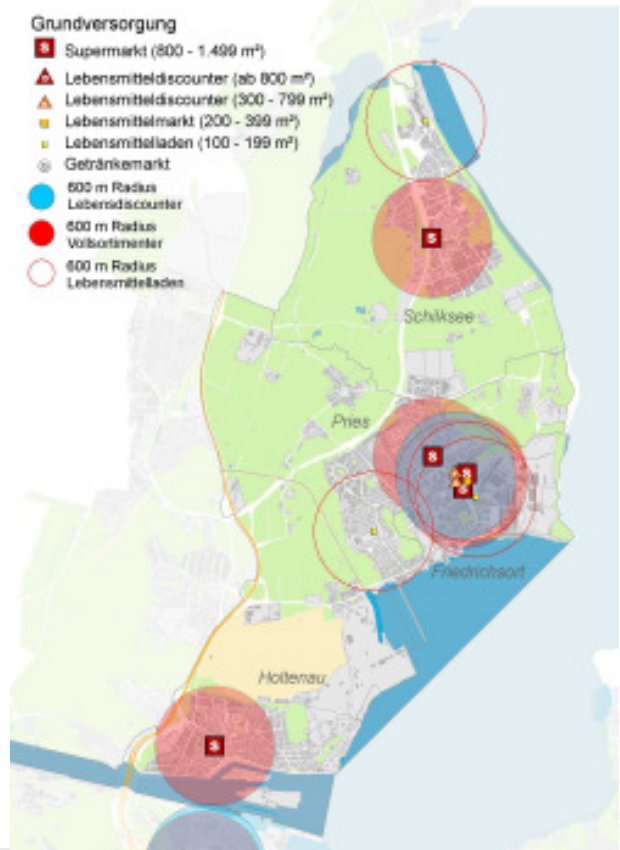 Grundversorgung
S Supermarkt (800 - 1.499 m²)
Lebensmitteldiscounter (ab 800 m²)
Lebensmitteldiscounter (300 - 799 m²)
Lebensmittelmarkt (200 - 399 m²)
Lebensmittelladen (100 - 199 m²)
Getränkemarkt
600 m Radius
Lebensdiscounter
600 m Radius
Vollsortimenter
600 m Radius
Lebensmittelladen
S
Schilksee
Pries
S
S
S
Friedrichsort
Holtenau
S